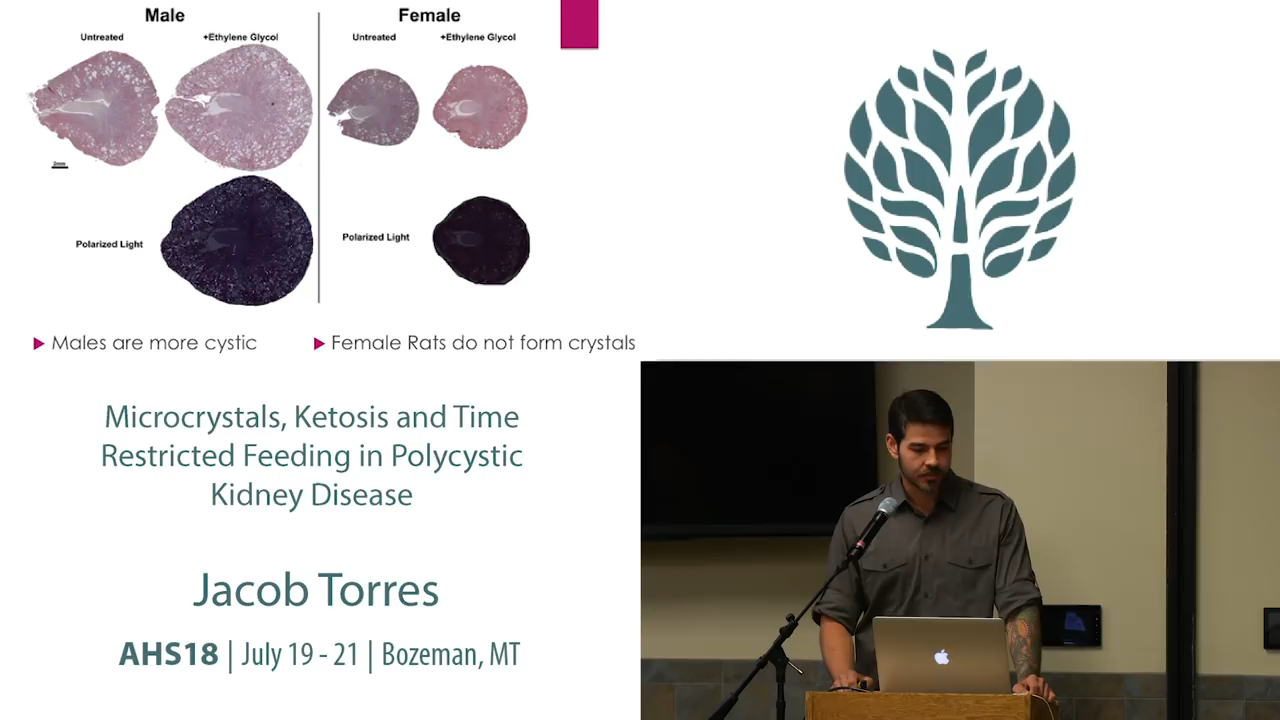 Male
Female
Untreated
+Ethylene Glycol
Untreated
+Ethylene Glycol
2mm
Polarized Light
Polarized Light
Males are more cystic
Female Rats do not form crystals
Microcrystals, Ketosis and Time
Restricted Feeding in Polycystic
Kidney Disease
Jacob Torres
AHS18 | July 19 - 21 | Bozeman, MT